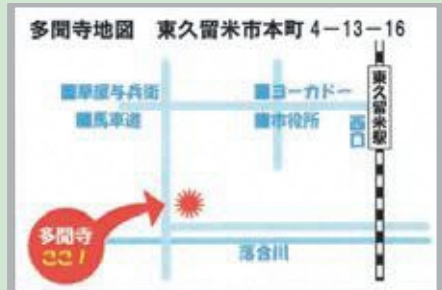 多聞寺地図 東久留米市本町4-13-16
華屋与兵衛
ヨーカドー
馬車道
市役所
西口
東久留米駅
多聞寺
ここ!
落合川